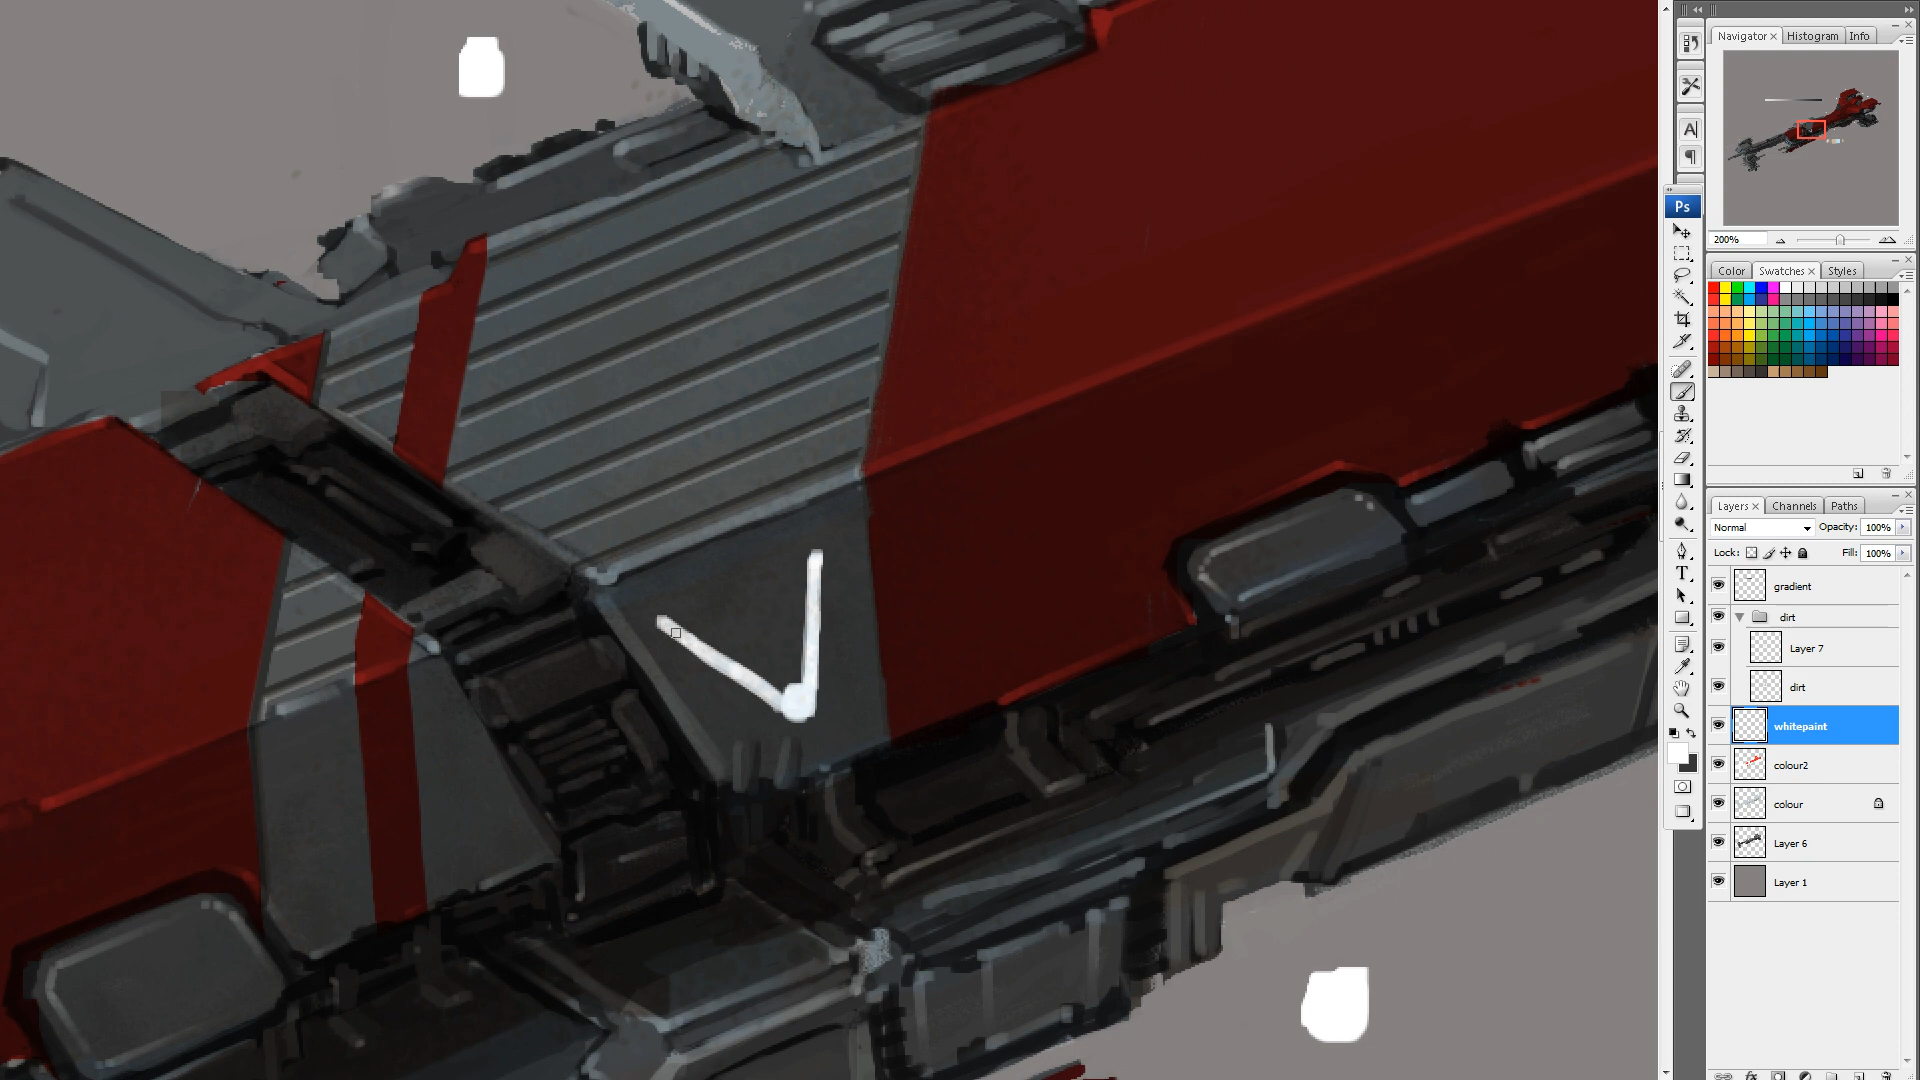 Navigator Histogram Info
200%
Ps
A
T
Color Swatches Styles
Layers Channels Paths
Normal Opacity: 100%
Lock: Fill: 100%
gradient
dirt
Layer 7
dirt
whitepaint
colour2
colour
Layer 6
Layer 1
fx